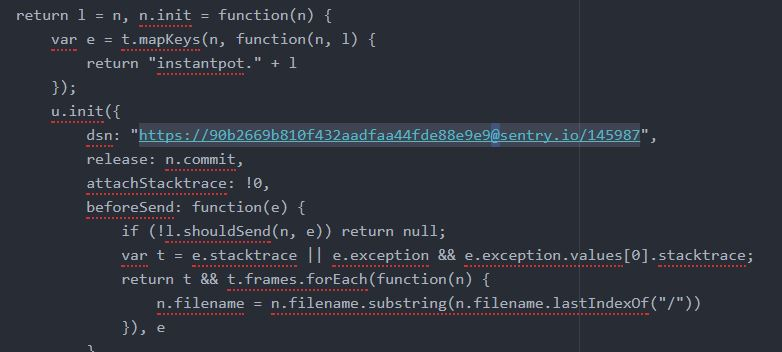 return l = n, n.init = function(n) {
var e = t.mapKeys(n, function(n, l) {
return "instantpot." + l
});
u.init({
dsn: "https://90b2669b810f432aadfaa44fde88e9e9@sentry.io/145987",
release: n.commit,
attachStacktrace: !0,
beforeSend: function(e) {
if (!l.shouldSend(n, e)) return null;
var t = e.stacktrace || e.exception && e.exception.values[0].stacktrace;
return t && t.frames.forEach(function(n) {
n.filename = n.filename.substring(n.filename.lastIndexOf("/"))
}), e
}